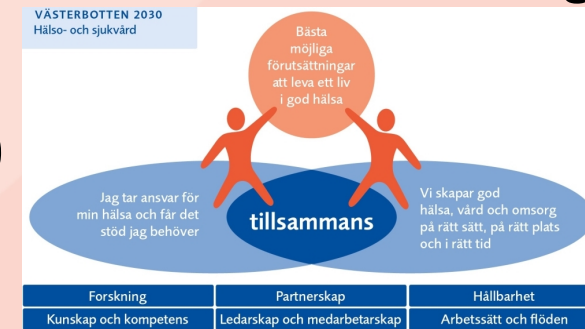 VÄSTERBOTTEN 2030
Hälso- och sjukvård
Bästa
möjliga
förutsättningar
att leva ett liv
i god hälsa
Jag tar ansvar för
min hälsa och får det
stöd jag behöver
tillsammans
Vi skapar god
hälsa, vård och omsorg
på rätt sätt, på rätt plats
och i rätt tid
Forskning
Partnerskap
Hållbarhet
Kunskap och kompetens
Ledarskap och medarbetarskap
Arbetssätt och flöden